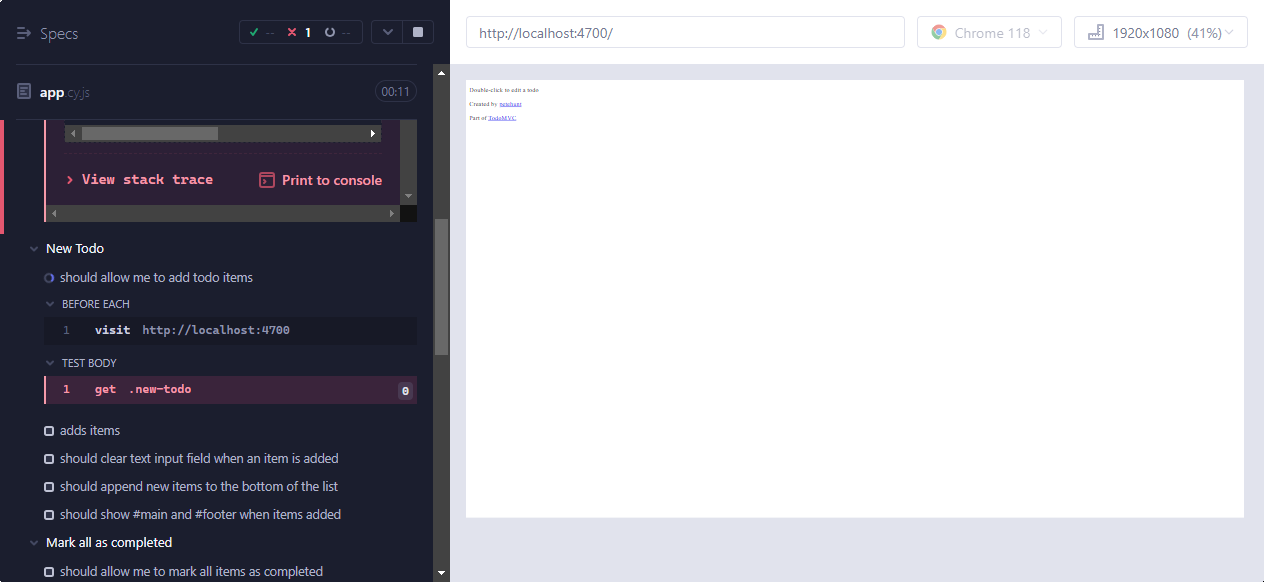 Specs
-- 1 --
app.cy.js
00:11
View stack trace
Print to console
New Todo
should allow me to add todo items
BEFORE EACH
1 visit http://localhost:4700
TEST BODY
1 get .new-todo 0
adds items
should clear text input field when an item is added
should append new items to the bottom of the list
should show #main and #footer when items added
Mark all as completed
should allow me to mark all items as completed
http://localhost:4700/
Chrome 118
1920x1080 (41%)
Double-click to edit a todo
Created by petehunt
Part of TodoMVC